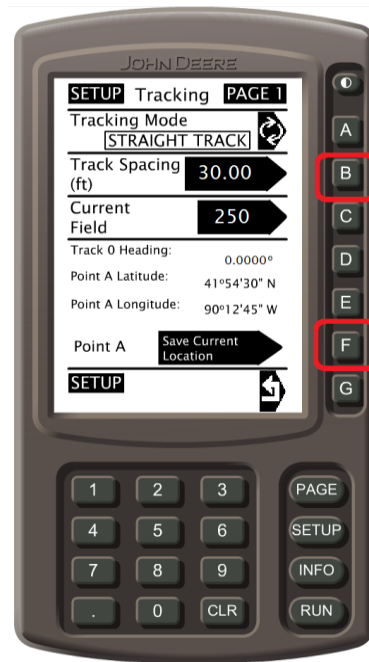 JOHN DEERE
SETUP Tracking PAGE 1
Tracking Mode
STRAIGHT TRACK
A
Track Spacing
(ft)
30.00
B
Current
Field
250
C
Track 0 Heading:
0.0000°
D
Point A Latitude:
41°54'30" N
Point A Longitude:
90°12'45" W
E
Point A
Save Current
Location
F
SETUP
G
1 2 3 PAGE
4 5 6 SETUP
7 8 9 INFO
. 0 CLR RUN